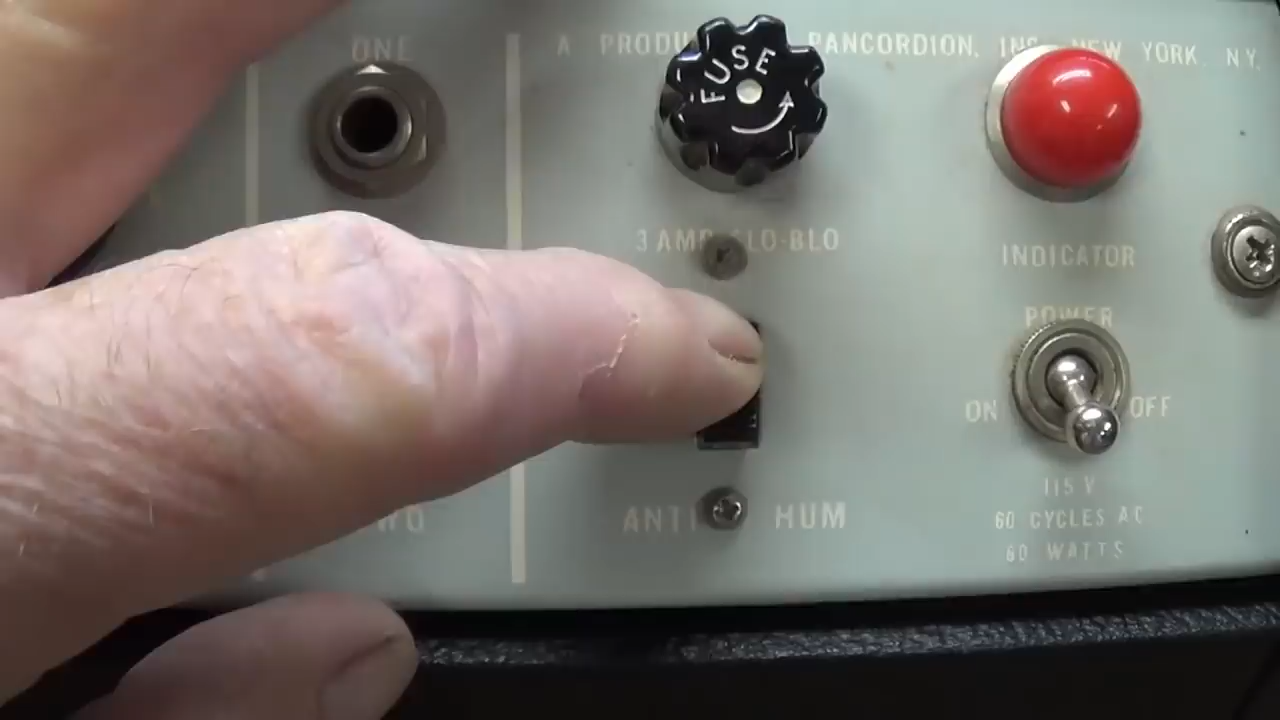 ONE
A PRODU PANCORDION, INC. NEW YORK, N.Y.
FUSE
3 AMP SLO-BLO
INDICATOR
POWER
ON
OFF
ANTI HUM
115 V
60 CYCLES AC
60 WATTS